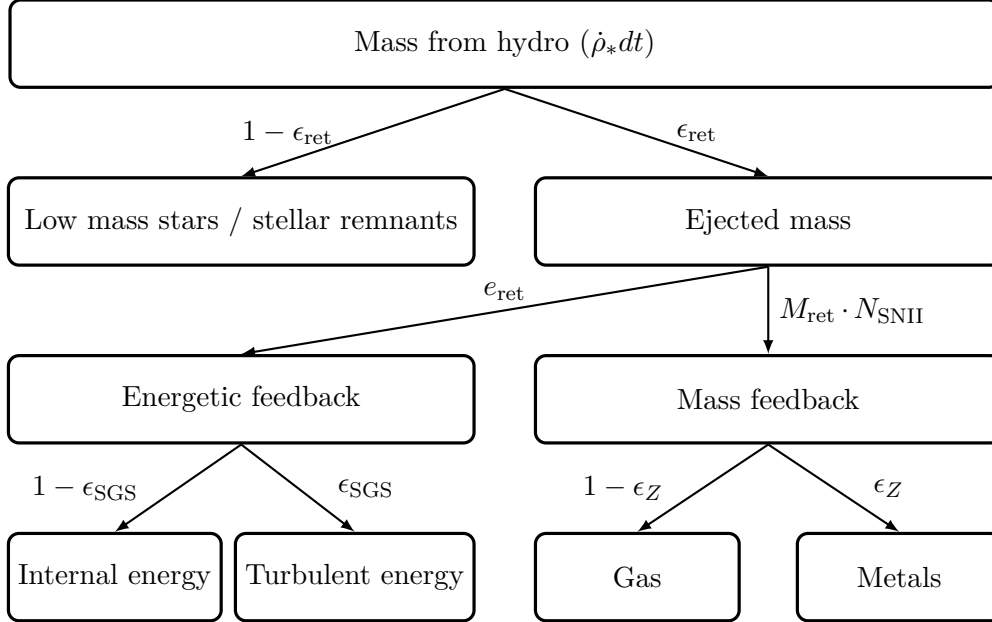 Mass from hydro (ρ̇∗dt)
1 − ϵret
ϵret
Low mass stars / stellar remnants
Ejected mass
eret
Mret · NSNII
Energetic feedback
Mass feedback
1 − ϵSGS
ϵSGS
1 − ϵZ
ϵZ
Internal energy
Turbulent energy
Gas
Metals